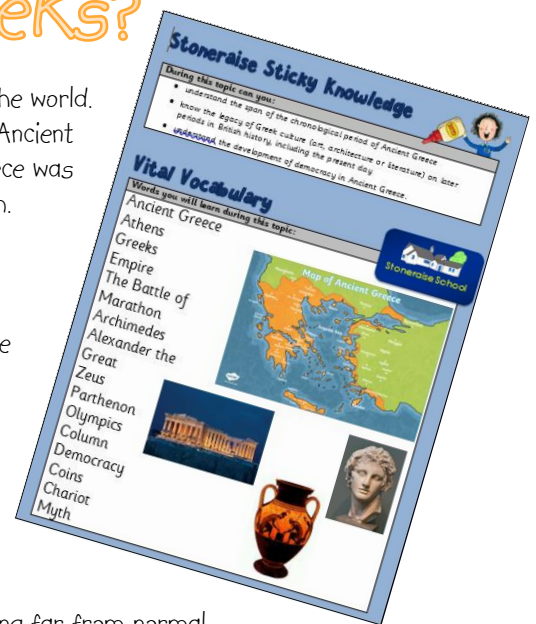 eks?
he world.
Ancient
ece was
n.
e
Stoneraise Sticky Knowledge
During this topic can you:
understand the span of the chronological period of Ancient Greece
know the legacy of Greek culture (art, architecture or literature) on later
periods in British history, including the present day.
the development of democracy in Ancient Greece.
Vital Vocabulary
Words you will learn during this topic:
Ancient Greece
Athens
Greeks
Empire
The Battle of
Marathon
Archimedes
Alexander the
Great
Zeus
Parthenon
Olympics
Column
Democracy
Coins
Chariot
Myth
Stoneraise School
Map of Ancient Greece
ng far from normal